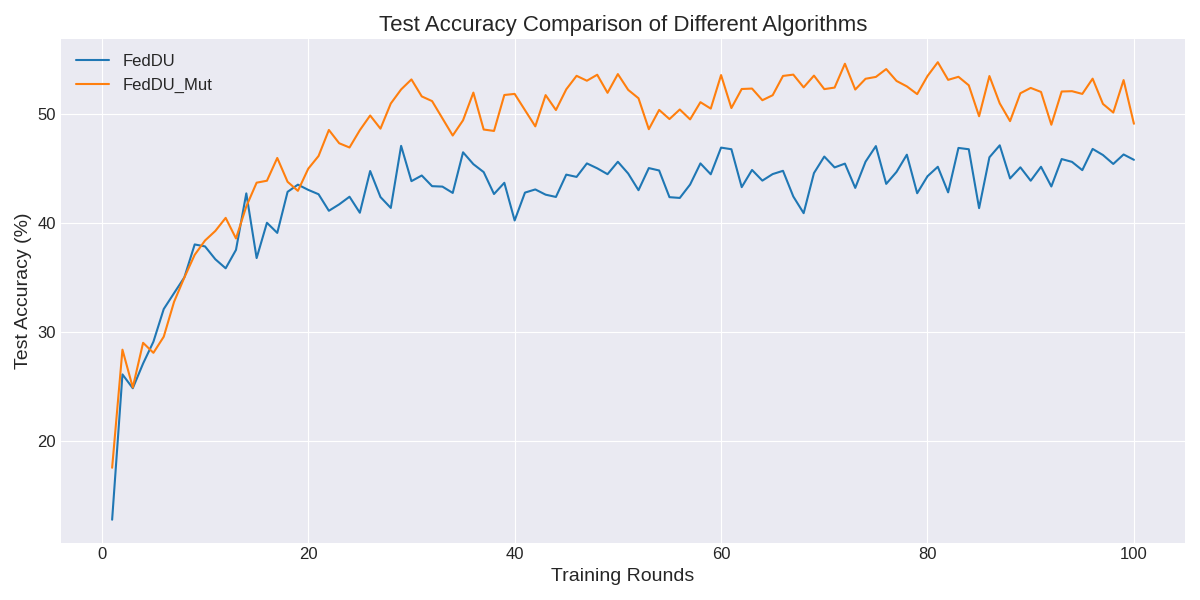 Test Accuracy Comparison of Different Algorithms
FedDU
FedDU_Mut
50
40
30
20
Test Accuracy (%)
0 20 40 60 80 100
Training Rounds